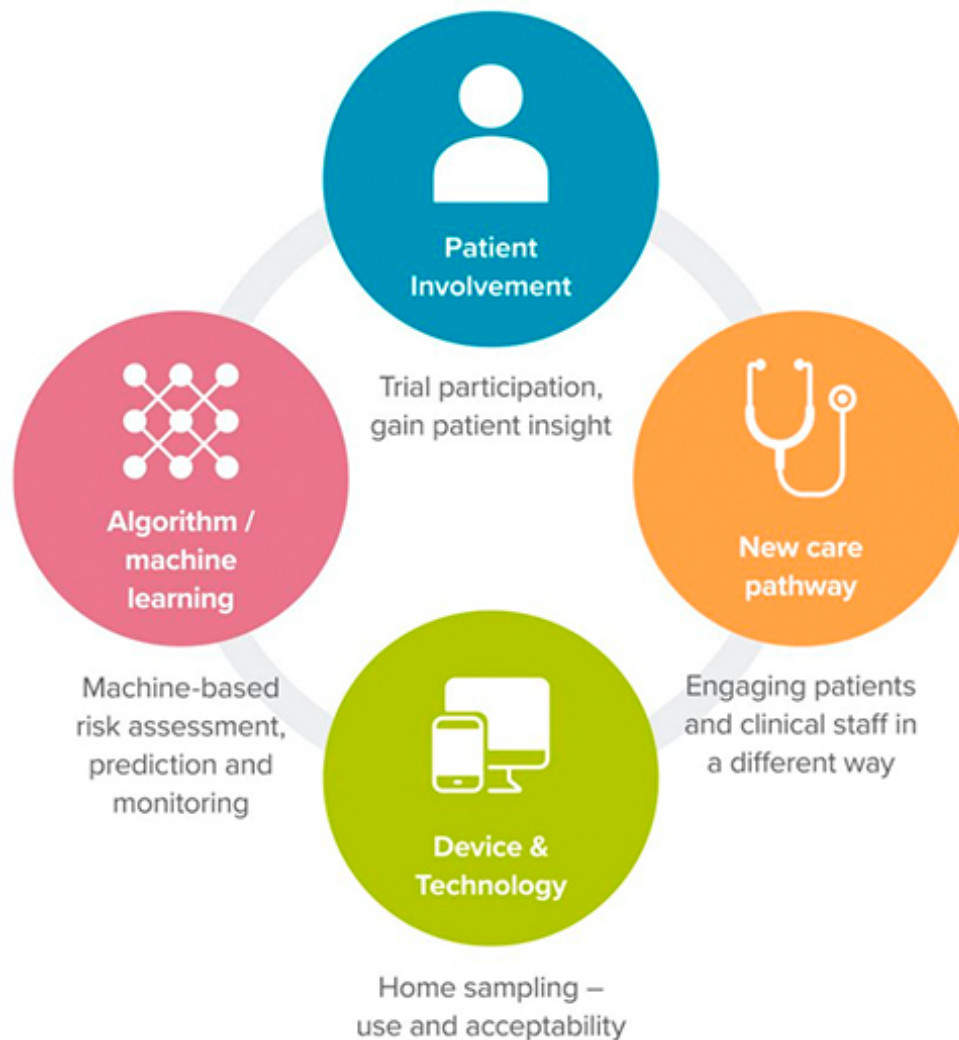 Patient
Involvement
Trial participation,
gain patient insight
Algorithm /
machine
learning
Machine-based
risk assessment,
prediction and
monitoring
New care
pathway
Engaging patients
and clinical staff in
a different way
Device &
Technology
Home sampling –
use and acceptability